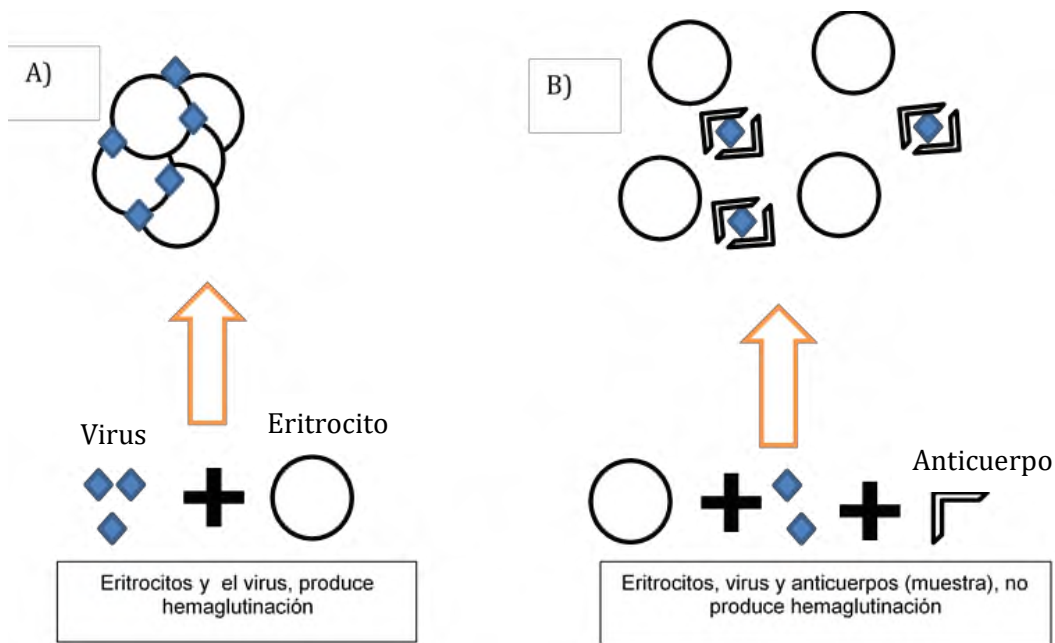 A)
B)
Virus
Eritrocito
Anticuerpo
Eritrocitos y el virus, produce
hemaglutinación
Eritrocitos, virus y anticuerpos (muestra), no
produce hemaglutinación